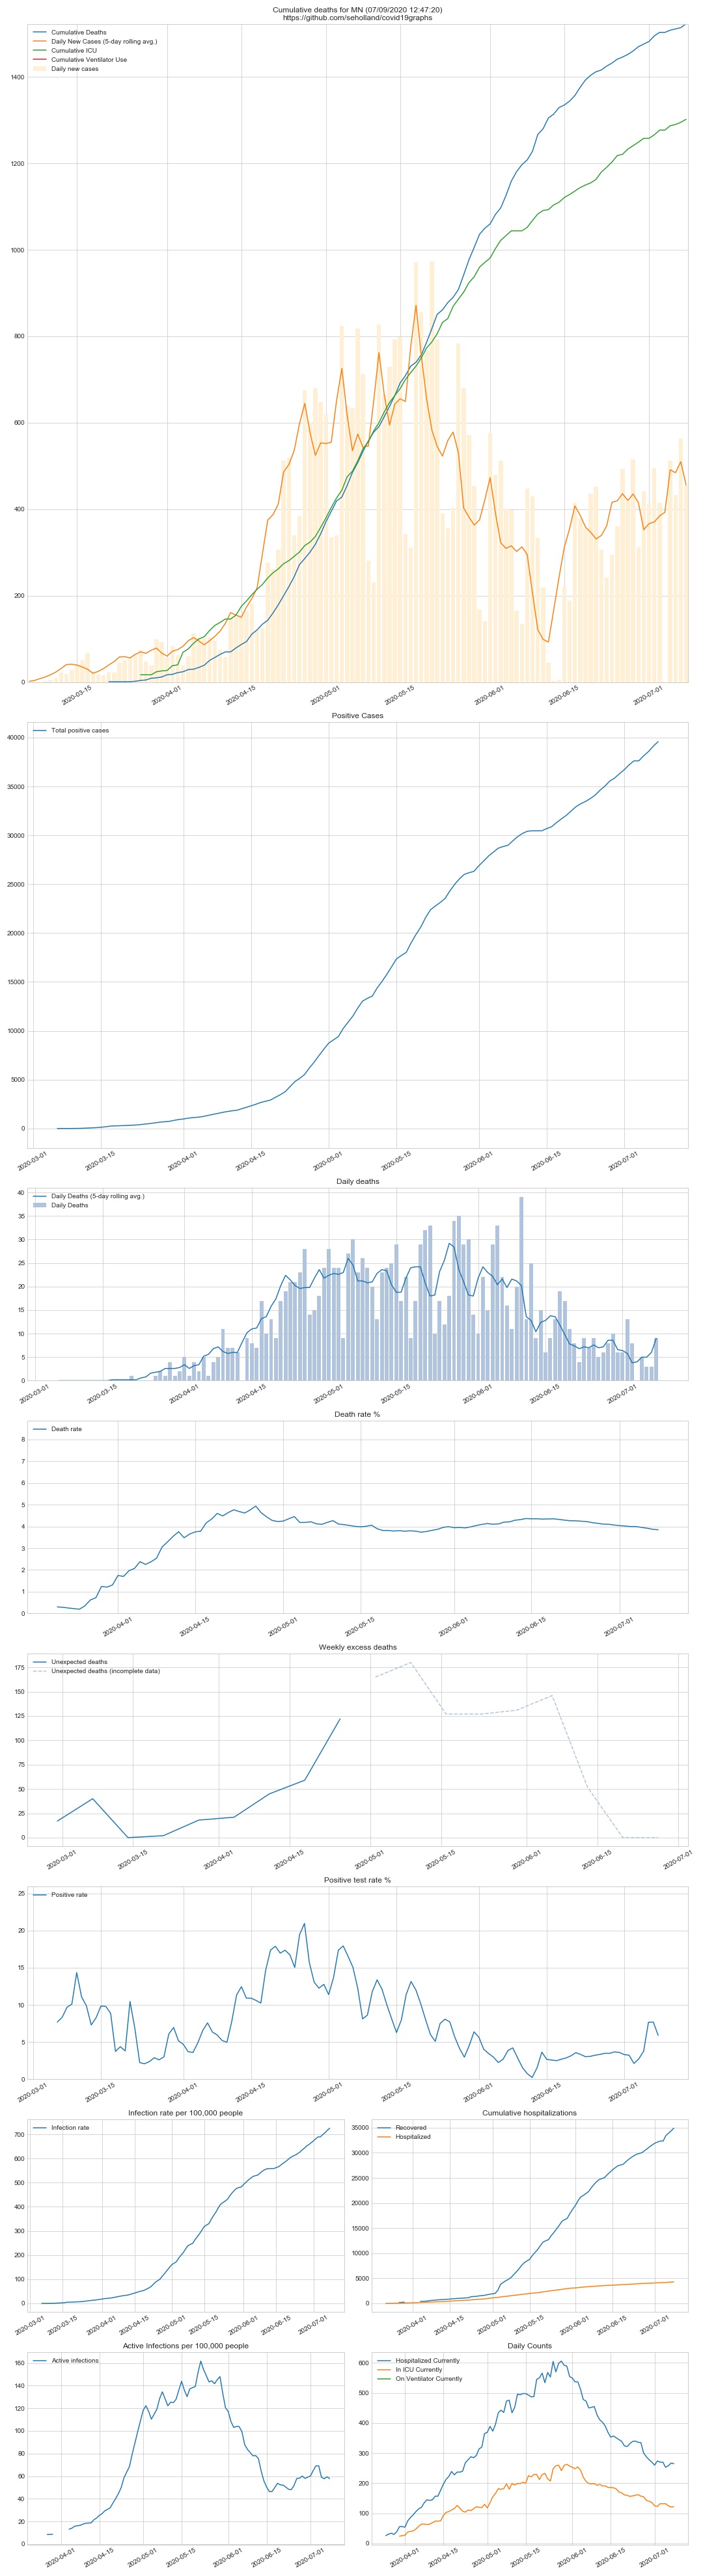 Cumulative deaths for MN (07/09/2020 12:47:20)
https://github.com/seholland/covid19graphs
Cumulative Deaths
Daily New Cases (5-day rolling avg.)
Cumulative ICU
Cumulative Ventilator Use
Daily new cases
1400
1200
1000
800
600
400
200
0
2020-03-15 2020-04-01 2020-04-15 2020-05-01 2020-05-15 2020-06-01 2020-06-15 2020-07-01
Positive Cases
Total positive cases
40000
35000
30000
25000
20000
15000
10000
5000
0
2020-03-01 2020-03-15 2020-04-01 2020-04-15 2020-05-01 2020-05-15 2020-06-01 2020-06-15 2020-07-01
Daily deaths
Daily Deaths (5-day rolling avg.)
Daily Deaths
40
35
30
25
20
15
10
5
0
2020-03-01 2020-03-15 2020-04-01 2020-04-15 2020-05-01 2020-05-15 2020-06-01 2020-06-15 2020-07-01
Death rate %
Death rate
8
7
6
5
4
3
2
1
0
2020-04-01 2020-04-15 2020-05-01 2020-05-15 2020-06-01 2020-06-15 2020-07-01
Weekly excess deaths
Unexpected deaths
Unexpected deaths (incomplete data)
175
150
125
100
75
50
25
0
2020-03-01 2020-03-15 2020-04-01 2020-04-15 2020-05-01 2020-05-15 2020-06-01 2020-06-15 2020-07-01
Positive test rate %
Positive rate
25
20
15
10
5
0
2020-03-01 2020-03-15 2020-04-01 2020-04-15 2020-05-01 2020-05-15 2020-06-01 2020-06-15 2020-07-01
Infection rate per 100,000 people
Infection rate
700
600
500
400
300
200
100
0
2020-03-01 2020-03-15 2020-04-01 2020-04-15 2020-05-01 2020-05-15 2020-06-01 2020-06-15 2020-07-01
Cumulative hospitalizations
Recovered
Hospitalized
35000
30000
25000
20000
15000
10000
5000
0
2020-04-01 2020-04-15 2020-05-01 2020-05-15 2020-06-01 2020-06-15 2020-07-01
Active Infections per 100,000 people
Active infections
160
140
120
100
80
60
40
20
0
2020-04-01 2020-04-15 2020-05-01 2020-05-15 2020-06-01 2020-06-15 2020-07-01
Daily Counts
Hospitalized Currently
In ICU Currently
On Ventilator Currently
600
500
400
300
200
100
0
2020-04-01 2020-04-15 2020-05-01 2020-05-15 2020-06-01 2020-06-15 2020-07-01